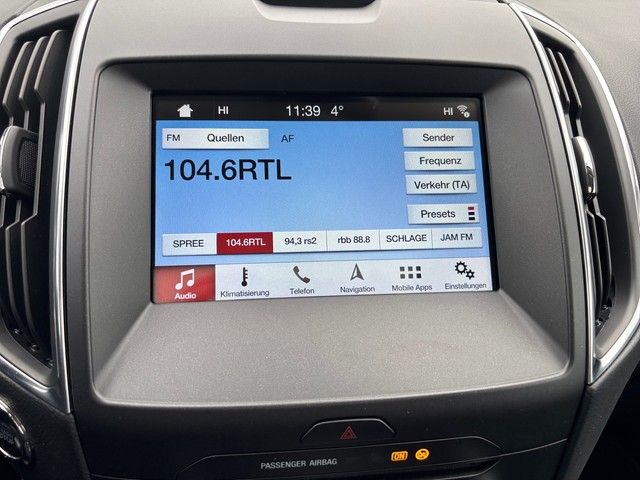 HI 11:39 4° HI
FM Quellen AF Sender
104.6RTL
Frequenz
Verkehr (TA)
Presets
SPREE 104.6RTL 94,3 rs2 rbb 88.8 SCHLAGE JAM FM
Audio Klimatisierung Telefon Navigation Mobile Apps Einstellungen
PASSENGER AIRBAG ON